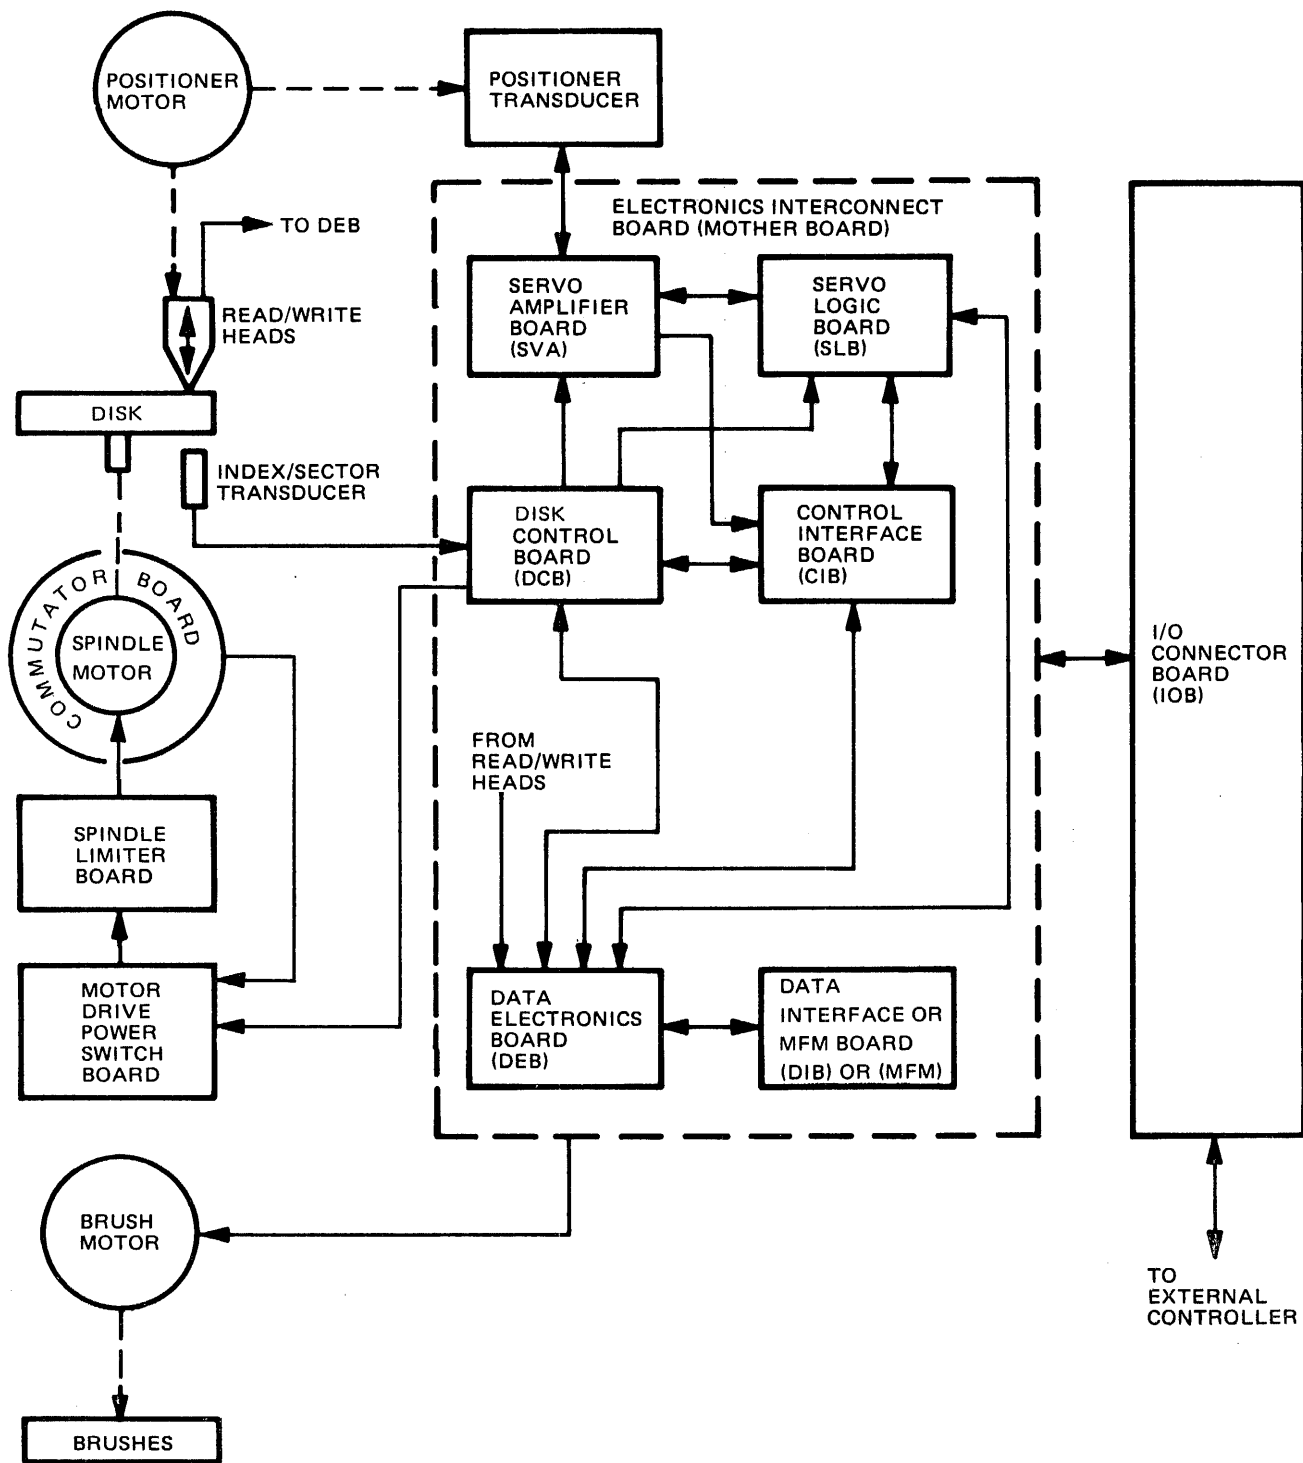 POSITIONER
MOTOR
POSITIONER
TRANSDUCER
TO DEB
ELECTRONICS INTERCONNECT
BOARD (MOTHER BOARD)
READ/WRITE
HEADS
SERVO
AMPLIFIER
BOARD
(SVA)
SERVO
LOGIC
BOARD
(SLB)
DISK
INDEX/SECTOR
TRANSDUCER
DISK
CONTROL
BOARD
(DCB)
CONTROL
INTERFACE
BOARD
(CIB)
COMMUTATOR BOARD
SPINDLE
MOTOR
I/O
CONNECTOR
BOARD
(IOB)
FROM
READ/WRITE
HEADS
SPINDLE
LIMITER
BOARD
MOTOR
DRIVE
POWER
SWITCH
BOARD
DATA
ELECTRONICS
BOARD
(DEB)
DATA
INTERFACE OR
MFM BOARD
(DIB) OR (MFM)
BRUSH
MOTOR
TO
EXTERNAL
CONTROLLER
BRUSHES